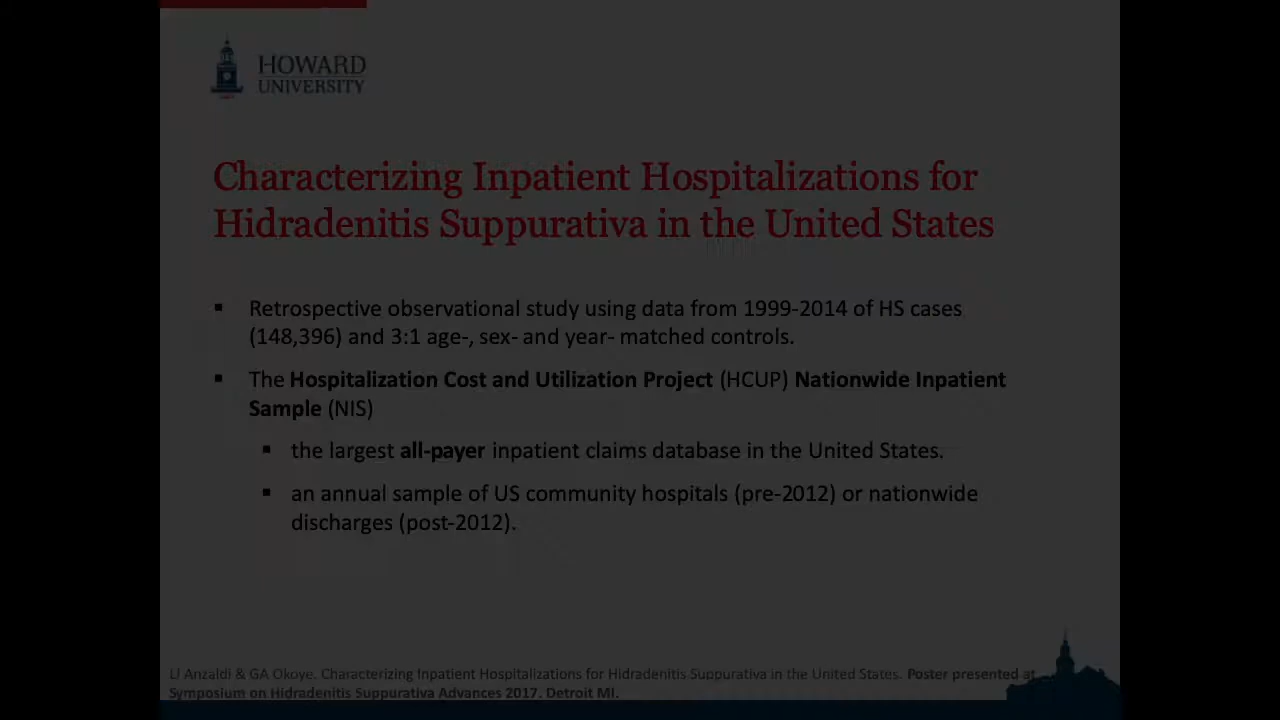 HOWARD
UNIVERSITY
Characterizing Inpatient Hospitalizations for
Hidradenitis Suppurativa in the United States
▪ Retrospective observational study using data from 1999-2014 of HS cases
(148,396) and 3:1 age-, sex- and year- matched controls.
▪ The Hospitalization Cost and Utilization Project (HCUP) Nationwide Inpatient
Sample (NIS)
▪ the largest all-payer inpatient claims database in the United States.
▪ an annual sample of US community hospitals (pre-2012) or nationwide
discharges (post-2012).
LJ Anzaldi & GA Okoye. Characterizing Inpatient Hospitalizations for Hidradenitis Suppurativa in the United States. Poster presented at
Symposium on Hidradenitis Suppurativa Advances 2017. Detroit MI.